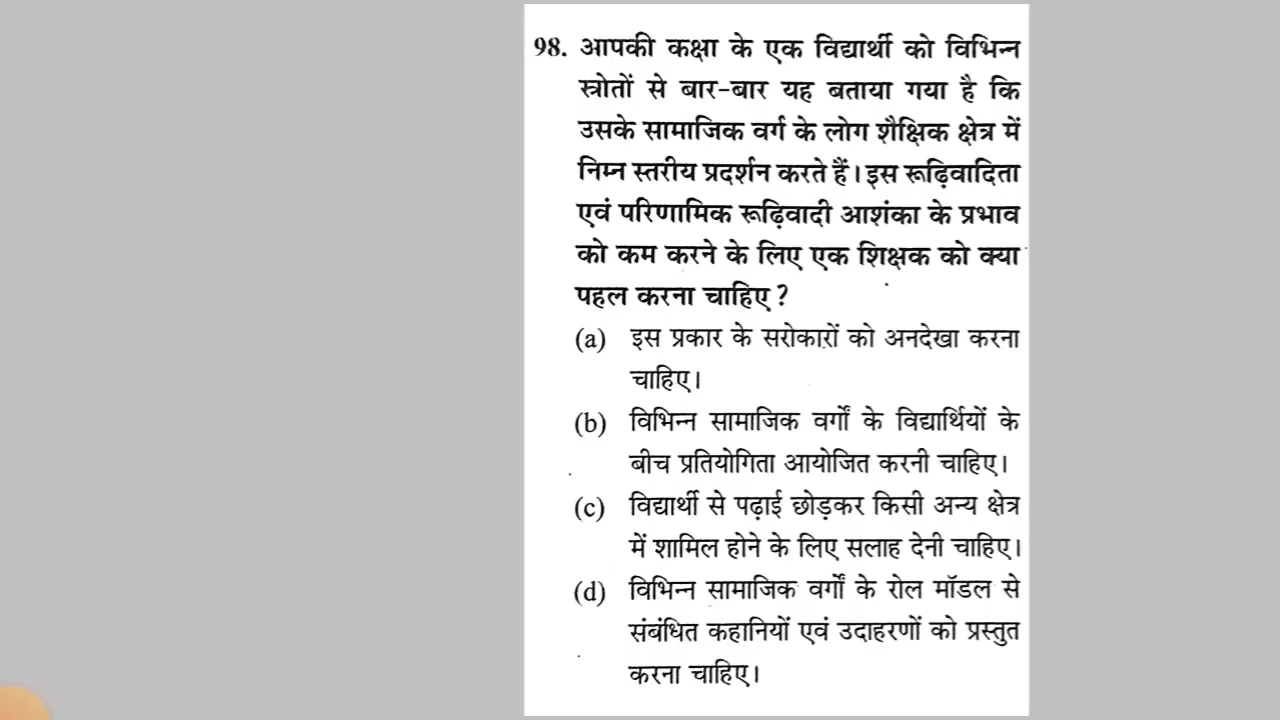 98. आपकी कक्षा के एक विद्यार्थी को विभिन्न
स्त्रोतों से बार-बार यह बताया गया है कि
उसके सामाजिक वर्ग के लोग शैक्षिक क्षेत्र में
निम्न स्तरीय प्रदर्शन करते हैं। इस रूढ़िवादिता
एवं परिणामिक रूढ़िवादी आशंका के प्रभाव
को कम करने के लिए एक शिक्षक को क्या
पहल करना चाहिए?
(a) इस प्रकार के सरोकारों को अनदेखा करना
चाहिए।
(b) विभिन्न सामाजिक वर्गों के विद्यार्थियों के
बीच प्रतियोगिता आयोजित करनी चाहिए।
(c) विद्यार्थी से पढ़ाई छोड़कर किसी अन्य क्षेत्र
में शामिल होने के लिए सलाह देनी चाहिए।
(d) विभिन्न सामाजिक वर्गों के रोल मॉडल से
संबंधित कहानियों एवं उदाहरणों को प्रस्तुत
करना चाहिए।